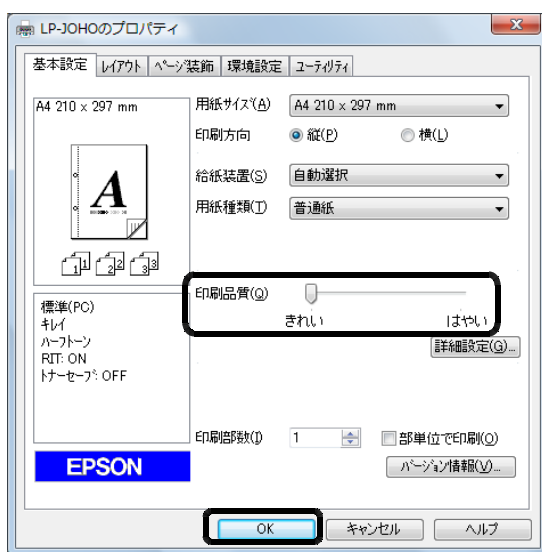 LP-JOHOのプロパティ
基本設定 レイアウト ページ装飾 環境設定 ユーティリティ
A4 210 x 297 mm
用紙サイズ(A) A4 210 x 297 mm
印刷方向 縦(P) 横(L)
給紙装置(S) 自動選択
用紙種類(T) 普通紙
A
1 1 2 2 3 3
印刷品質(Q)
きれい はやい
標準(PC)
キレイ
ハーフトーン
RIT: ON
トナーセーブ: OFF
詳細設定(G)...
印刷部数(I) 1 部単位で印刷(O)
EPSON
バージョン情報(V)...
OK キャンセル ヘルプ